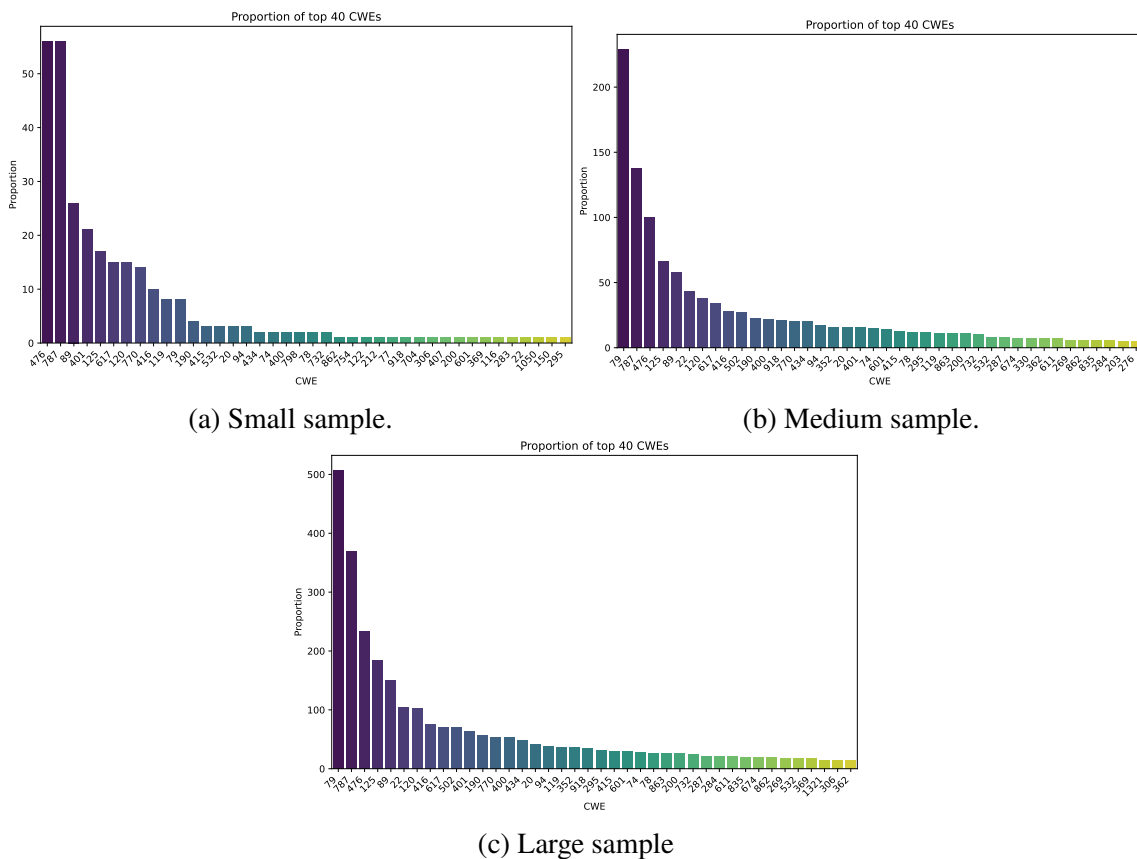 Proportion of top 40 CWEs
Proportion
50
40
30
20
10
0
476 787 89 401 125 617 120 770 416 119 79 190 415 532 20 94 434 74 400 798 78 732 862 754 122 212 77 918 704 306 407 200 601 369 116 283 22 1050 150 295
CWE
(a) Small sample.
Proportion of top 40 CWEs
Proportion
200
150
100
50
0
79 787 476 125 89 22 120 617 416 502 190 400 918 770 434 94 352 20 401 74 601 415 78 295 119 863 200 732 532 287 674 330 362 611 269 862 835 284 203 276
CWE
(b) Medium sample.
Proportion of top 40 CWEs
Proportion
500
400
300
200
100
0
79 787 476 125 89 22 120 416 617 502 401 190 770 400 434 20 94 119 352 918 295 415 601 74 78 863 200 732 287 284 611 835 674 862 269 532 369 1321 306 362
CWE
(c) Large sample